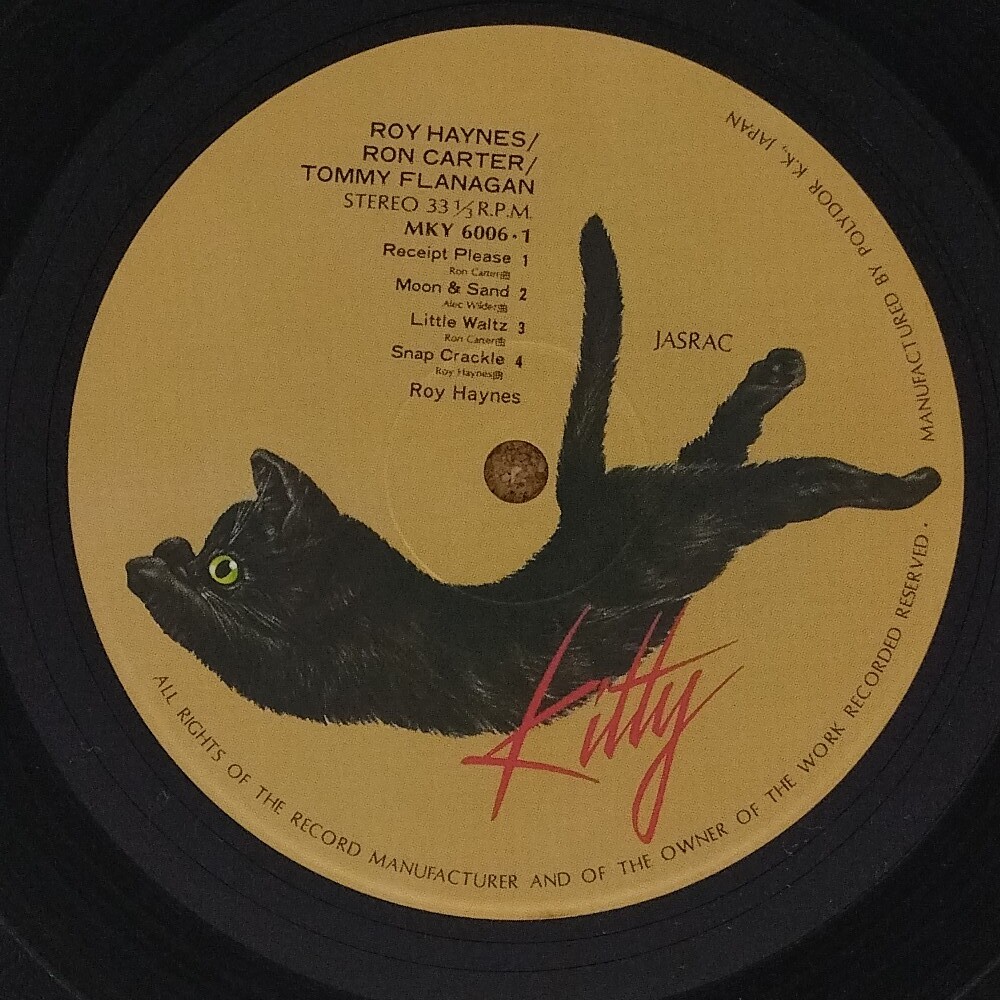 ROY HAYNES/
RON CARTER/
TOMMY FLANAGAN
STEREO 33 1/3 R.P.M.
MKY 6006-1
Receipt Please 1
Ron Carter曲
Moon & Sand 2
Alec Wilder曲
Little Waltz 3
Ron Carter曲
Snap Crackle 4
Roy Haynes曲
Roy Haynes
JASRAC
Kitty
ALL RIGHTS OF THE RECORD MANUFACTURER AND OF THE OWNER OF THE WORK RECORDED RESERVED.
MANUFACTURED BY POLYDOR K.K., JAPAN